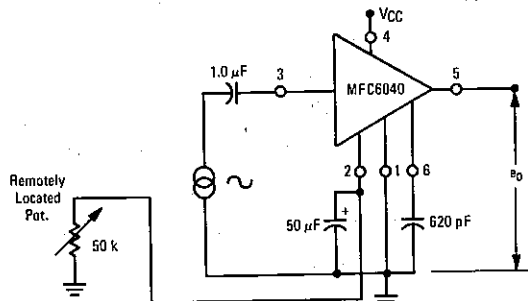 VCC
4
1.0 µF
3
MFC6040
5
2
1
6
eo
Remotely
Located
Pot.
50 k
50 µF
+
620 pF